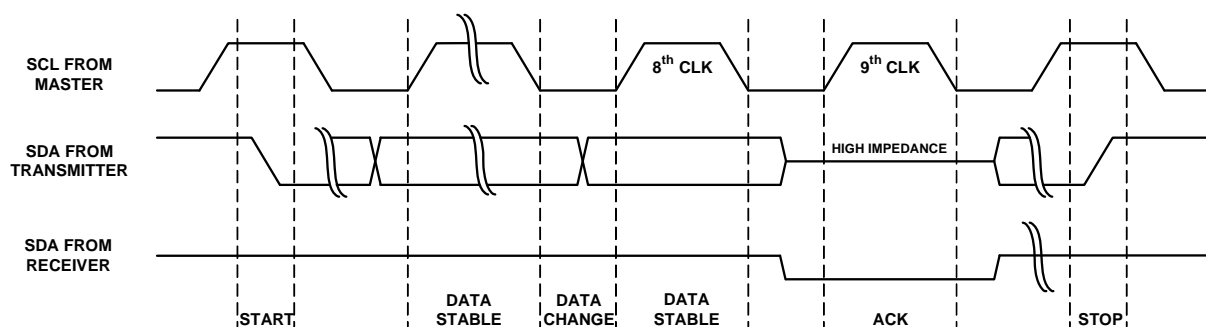 SCL FROM
MASTER
8th CLK
9th CLK
SDA FROM
TRANSMITTER
HIGH IMPEDANCE
SDA FROM
RECEIVER
START
DATA
STABLE
DATA
CHANGE
DATA
STABLE
ACK
STOP